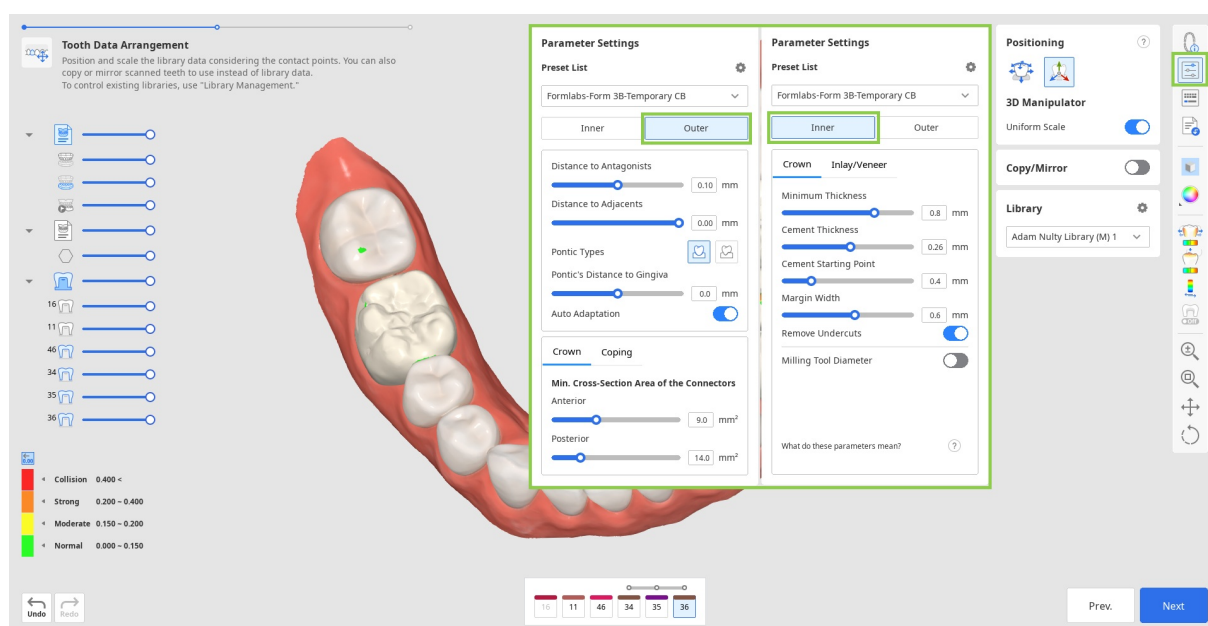 Tooth Data Arrangement
Position and scale the library data considering the contact points. You can also
copy or mirror scanned teeth to use instead of library data.
To control existing libraries, use "Library Management."
16
11
46
34
35
36
0.00
Collision 0.400 <
Strong 0.200 ~ 0.400
Moderate 0.150 ~ 0.200
Normal 0.000 ~ 0.150
Undo
Redo
Parameter Settings
Preset List
Formlabs-Form 3B-Temporary CB
Inner Outer
Distance to Antagonists
0.10 mm
Distance to Adjacents
0.00 mm
Pontic Types
Pontic's Distance to Gingiva
0.0 mm
Auto Adaptation
Crown Coping
Min. Cross-Section Area of the Connectors
Anterior
9.0 mm²
Posterior
14.0 mm²
Parameter Settings
Preset List
Formlabs-Form 3B-Temporary CB
Inner Outer
Crown Inlay/Veneer
Minimum Thickness
0.8 mm
Cement Thickness
0.26 mm
Cement Starting Point
0.4 mm
Margin Width
0.6 mm
Remove Undercuts
Milling Tool Diameter
What do these parameters mean? ?
Positioning ?
3D Manipulator
Uniform Scale
Copy/Mirror
Library
Adam Nulty Library (M) 1
16 11 46 34 35 36
Prev.
Next